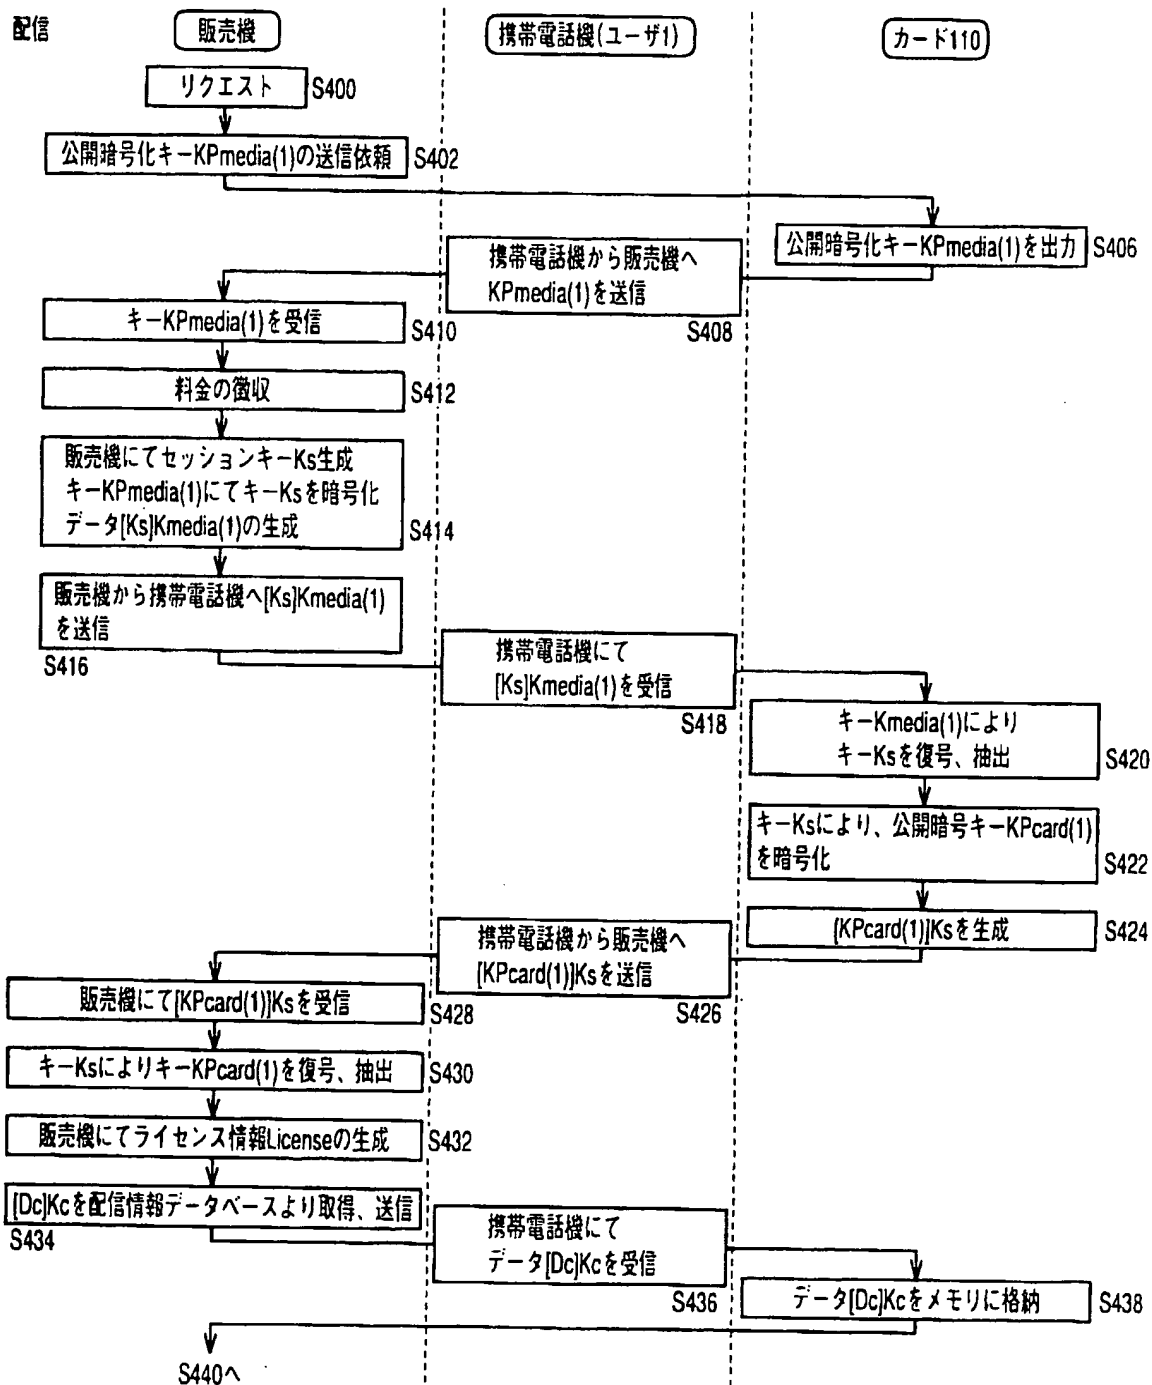 配信
販売機
携帯電話機(ユーザ1)
カード110
リクエスト
S400
公開暗号化キーKPmedia(1)の送信依頼
S402
公開暗号化キーKPmedia(1)を出力
S406
携帯電話機から販売機へ
KPmedia(1)を送信
S408
キーKPmedia(1)を受信
S410
料金の徴収
S412
販売機にてセッションキーKs生成
キーKPmedia(1)にてキーKsを暗号化
データ[Ks]Kmedia(1)の生成
S414
販売機から携帯電話機へ[Ks]Kmedia(1)
を送信
S416
携帯電話機にて
[Ks]Kmedia(1)を受信
S418
キーKmedia(1)により
キーKsを復号、抽出
S420
キーKsにより、公開暗号キーKPcard(1)
を暗号化
S422
[KPcard(1)]Ksを生成
S424
携帯電話機から販売機へ
[KPcard(1)]Ksを送信
S426
販売機にて[KPcard(1)]Ksを受信
S428
キーKsによりキーKPcard(1)を復号、抽出
S430
販売機にてライセンス情報Licenseの生成
S432
[Dc]Kcを配信情報データベースより取得、送信
S434
携帯電話機にて
データ[Dc]Kcを受信
S436
データ[Dc]Kcをメモリに格納
S438
S440へ